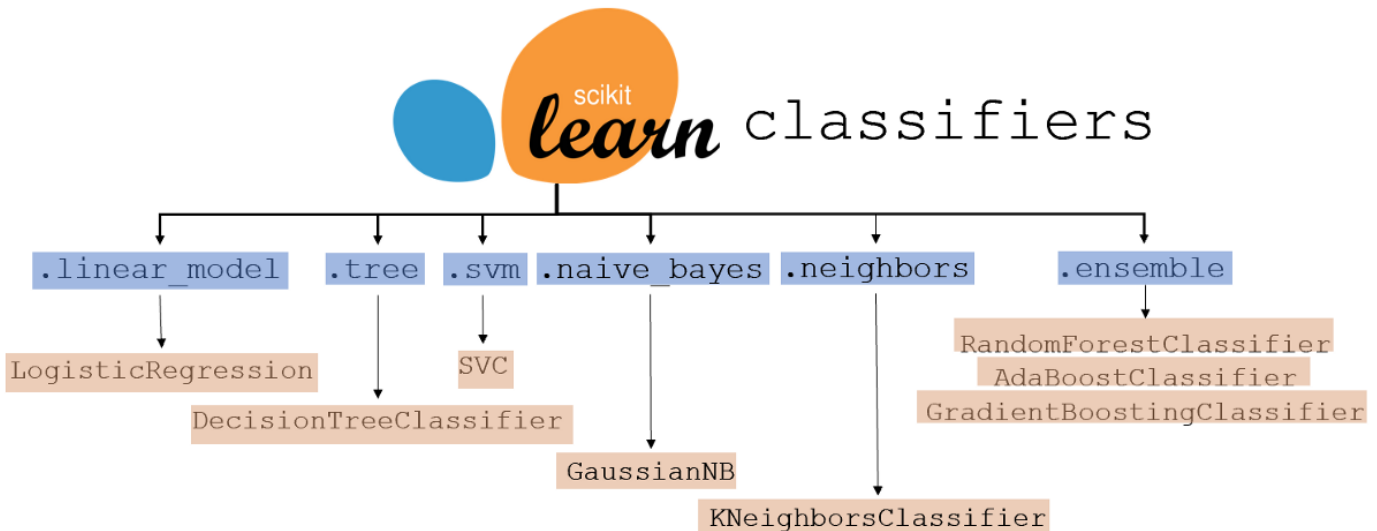 scikit
learn classifiers
.linear_model .tree .svm .naive_bayes .neighbors .ensemble
LogisticRegression
DecisionTreeClassifier
SVC
GaussianNB
KNeighborsClassifier
RandomForestClassifier
AdaBoostClassifier
GradientBoostingClassifier